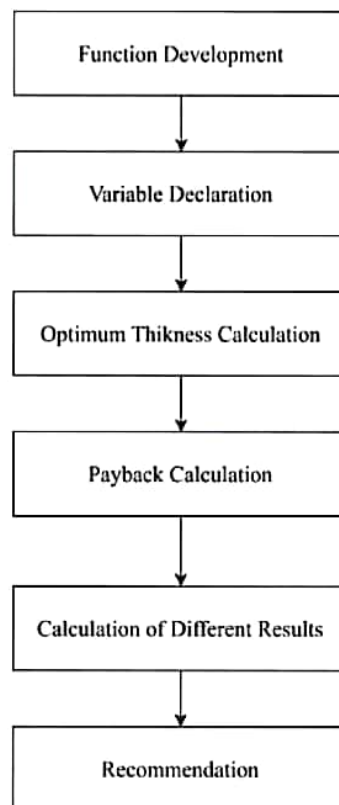 Function Development
Variable Declaration
Optimum Thikness Calculation
Payback Calculation
Calculation of Different Results
Recommendation